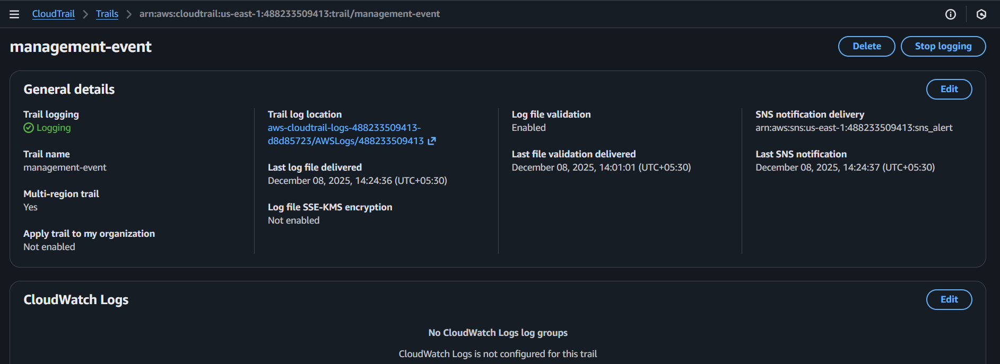 CloudTrail > Trails > arn:aws:cloudtrail:us-east-1:488233509413:trail/management-event
management-event
Delete
Stop logging
General details
Edit
Trail logging
Logging
Trail name
management-event
Multi-region trail
Yes
Apply trail to my organization
Not enabled
Trail log location
aws-cloudtrail-logs-488233509413-
d8d85723/AWSLogs/488233509413
Last log file delivered
December 08, 2025, 14:24:36 (UTC+05:30)
Log file SSE-KMS encryption
Not enabled
Log file validation
Enabled
Last file validation delivered
December 08, 2025, 14:01:01 (UTC+05:30)
SNS notification delivery
arn:aws:sns:us-east-1:488233509413:sns_alert
Last SNS notification
December 08, 2025, 14:24:37 (UTC+05:30)
CloudWatch Logs
Edit
No CloudWatch Logs log groups
CloudWatch Logs is not configured for this trail